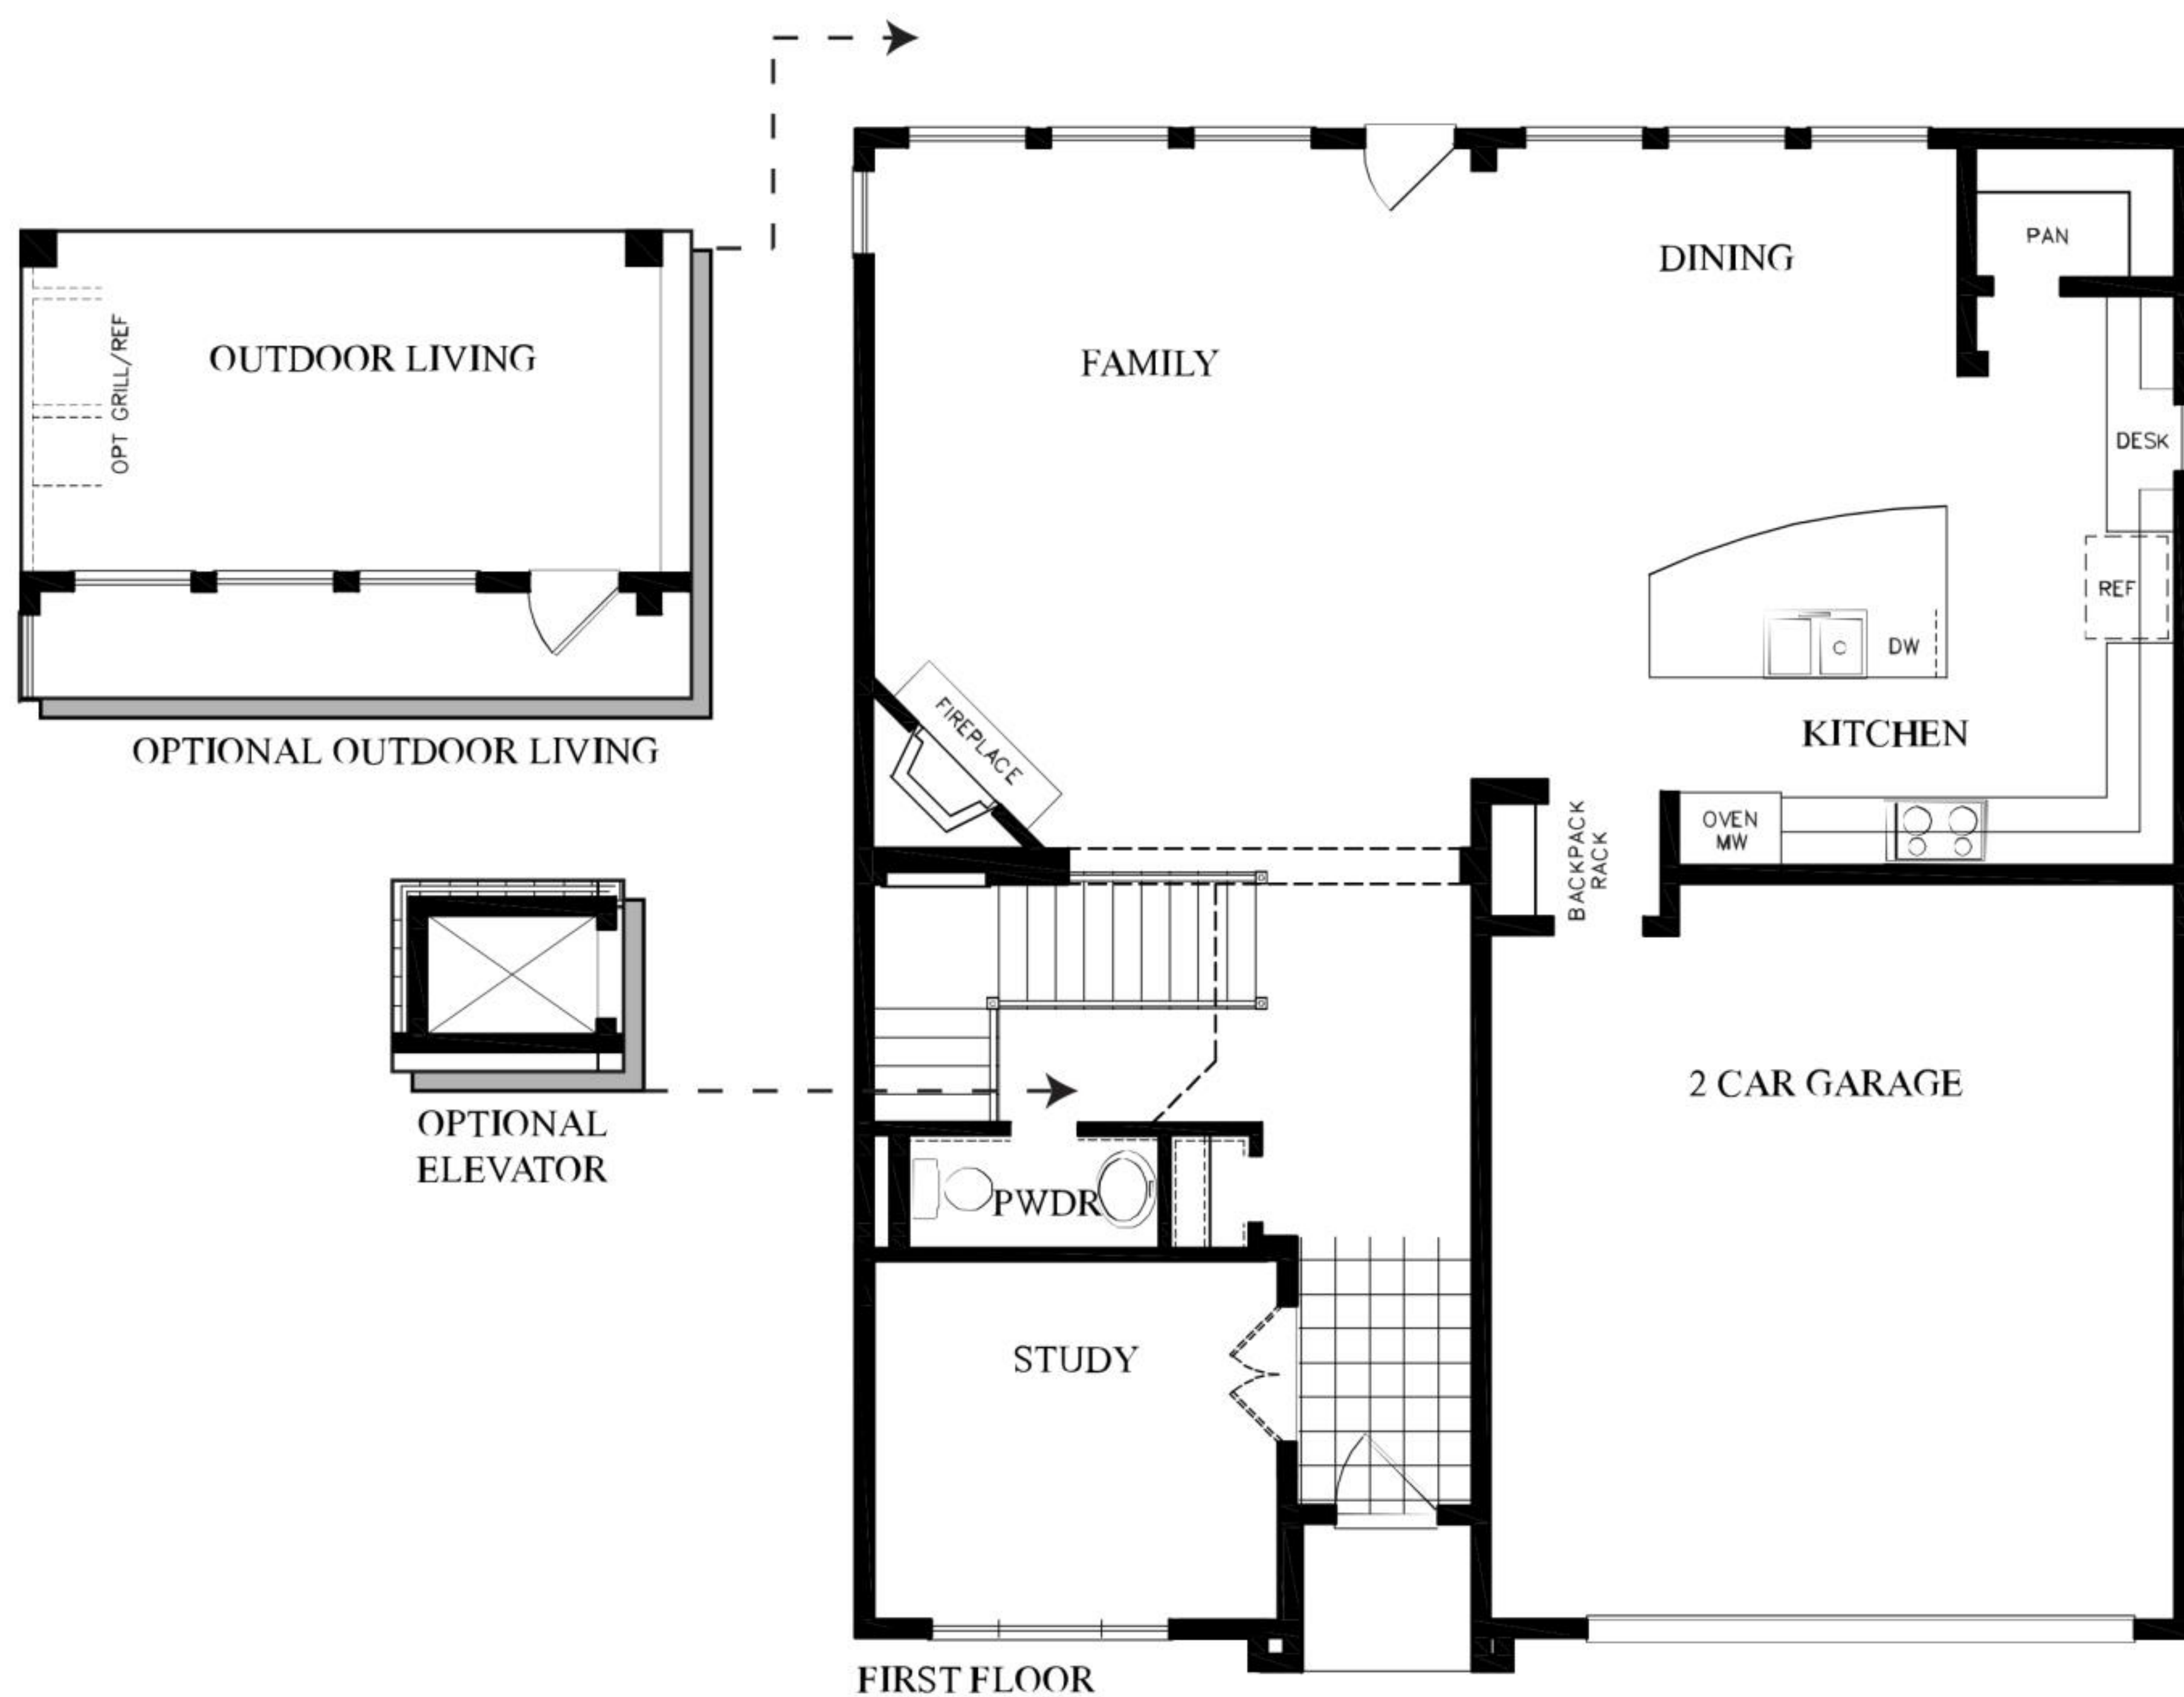 PAN
DINING
OUTDOOR LIVING
FAMILY
OPT GRILL/REF
DESK
REF
DW
FIREPLACE
KITCHEN
OPTIONAL OUTDOOR LIVING
OVEN
MW
BACKPACK
RACK
2 CAR GARAGE
OPTIONAL
ELEVATOR
PWDR
STUDY
FIRST FLOOR